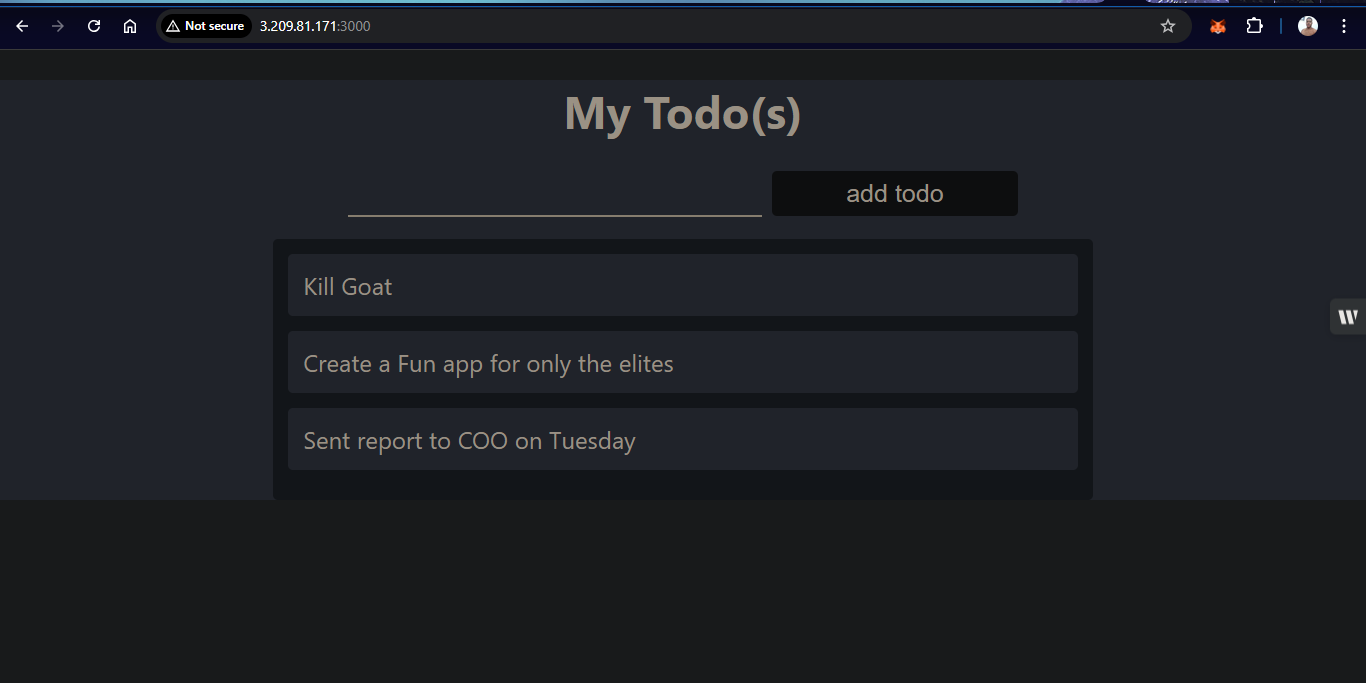 Not secure
3.209.81.171:3000
My Todo(s)
add todo
Kill Goat
Create a Fun app for only the elites
Sent report to COO on Tuesday